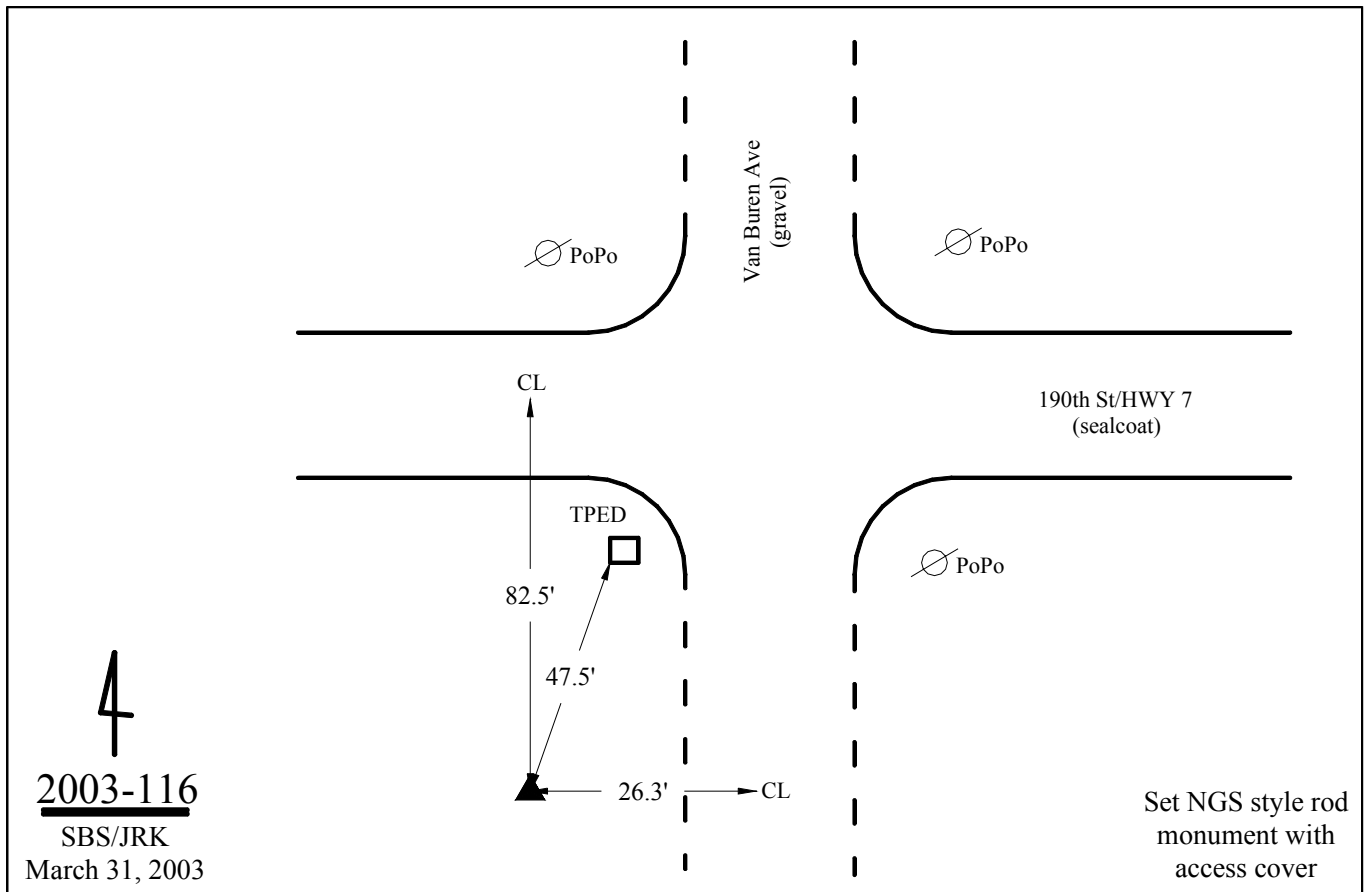 Van Buren Ave
(gravel)
PoPo
PoPo
CL
190th St/HWY 7
(sealcoat)
TPED
PoPo
82.5'
47.5'
26.3'
CL
2003-116
SBS/JRK
March 31, 2003
Set NGS style rod
monument with
access cover